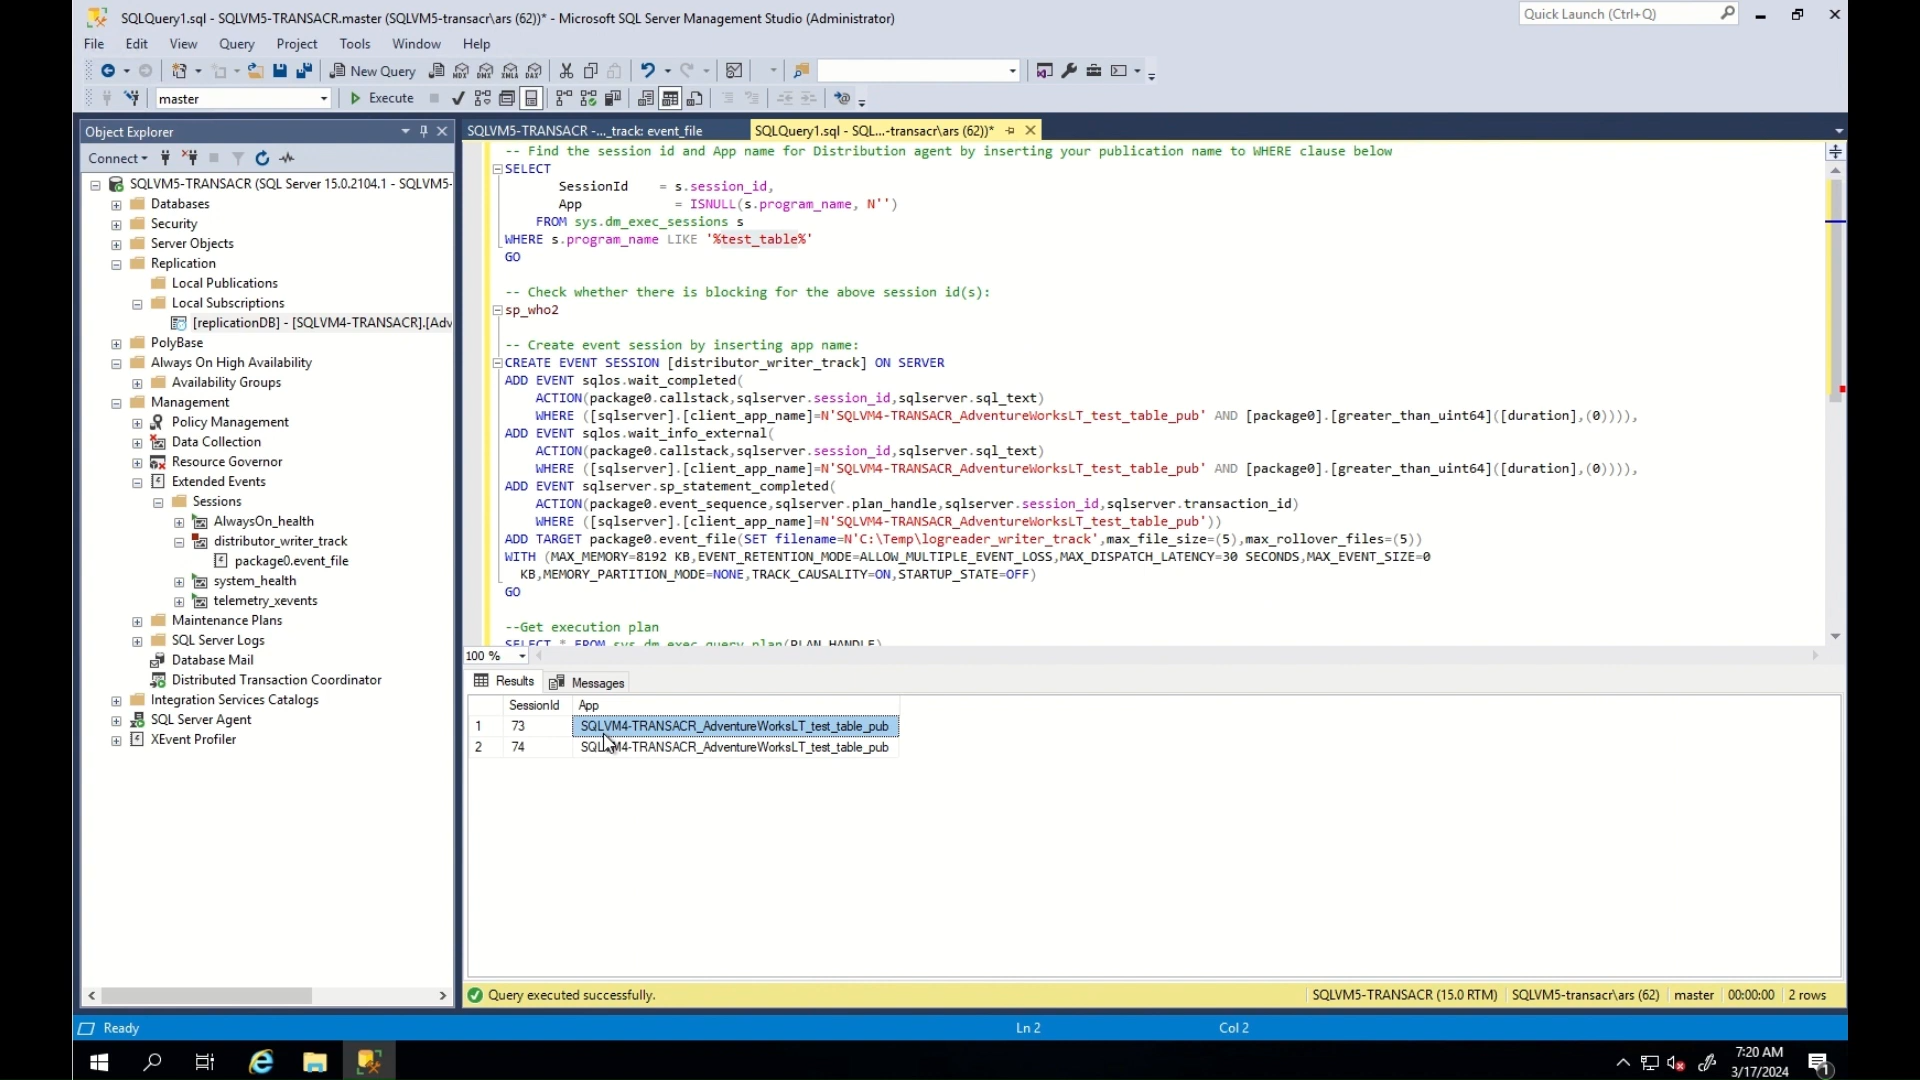 SQLQuery1.sql - SQLVM5-TRANSACR.master (SQLVM5-transacr\ars (62))* - Microsoft SQL Server Management Studio (Administrator)
Quick Launch (Ctrl+Q)
File Edit View Query Project Tools Window Help
New Query MDX DMX XMLA DAX
master Execute
Object Explorer
SQLVM5-TRANSACR -..._track: event_file
SQLQuery1.sql - SQL...-transacr\ars (62))*
Connect
SQLVM5-TRANSACR (SQL Server 15.0.2104.1 - SQLVM5-
Databases
Security
Server Objects
Replication
Local Publications
Local Subscriptions
[replicationDB] - [SQLVM4-TRANSACR].[Adv
PolyBase
Always On High Availability
Availability Groups
Management
Policy Management
Data Collection
Resource Governor
Extended Events
Sessions
AlwaysOn_health
distributor_writer_track
package0.event_file
system_health
telemetry_xevents
Maintenance Plans
SQL Server Logs
Database Mail
Distributed Transaction Coordinator
Integration Services Catalogs
SQL Server Agent
XEvent Profiler
-- Find the session id and App name for Distribution agent by inserting your publication name to WHERE clause below
SELECT
SessionId = s.session_id,
App = ISNULL(s.program_name, N'')
FROM sys.dm_exec_sessions s
WHERE s.program_name LIKE '%test_table%'
GO
-- Check whether there is blocking for the above session id(s):
sp_who2
-- Create event session by inserting app name:
CREATE EVENT SESSION [distributor_writer_track] ON SERVER
ADD EVENT sqlos.wait_completed(
ACTION(package0.callstack,sqlserver.session_id,sqlserver.sql_text)
WHERE ([sqlserver].[client_app_name]=N'SQLVM4-TRANSACR_AdventureWorksLT_test_table_pub' AND [package0].[greater_than_uint64]([duration],(0)))),
ADD EVENT sqlos.wait_info_external(
ACTION(package0.callstack,sqlserver.session_id,sqlserver.sql_text)
WHERE ([sqlserver].[client_app_name]=N'SQLVM4-TRANSACR_AdventureWorksLT_test_table_pub' AND [package0].[greater_than_uint64]([duration],(0)))),
ADD EVENT sqlserver.sp_statement_completed(
ACTION(package0.event_sequence,sqlserver.plan_handle,sqlserver.session_id,sqlserver.transaction_id)
WHERE ([sqlserver].[client_app_name]=N'SQLVM4-TRANSACR_AdventureWorksLT_test_table_pub'))
ADD TARGET package0.event_file(SET filename=N'C:\Temp\logreader_writer_track',max_file_size=(5),max_rollover_files=(5))
WITH (MAX_MEMORY=8192 KB,EVENT_RETENTION_MODE=ALLOW_MULTIPLE_EVENT_LOSS,MAX_DISPATCH_LATENCY=30 SECONDS,MAX_EVENT_SIZE=0
KB,MEMORY_PARTITION_MODE=NONE,TRACK_CAUSALITY=ON,STARTUP_STATE=OFF)
GO
--Get execution plan
SELECT * FROM sys.dm_exec_query_plan(PLAN_HANDLE)
100 %
Results Messages
SessionId App
1 73 SQLVM4-TRANSACR_AdventureWorksLT_test_table_pub
2 74 SQLVM4-TRANSACR_AdventureWorksLT_test_table_pub
Query executed successfully. SQLVM5-TRANSACR (15.0 RTM) SQLVM5-transacr\ars (62) master 00:00:00 2 rows
Ready Ln 2 Col 2
7:20 AM
3/17/2024
1